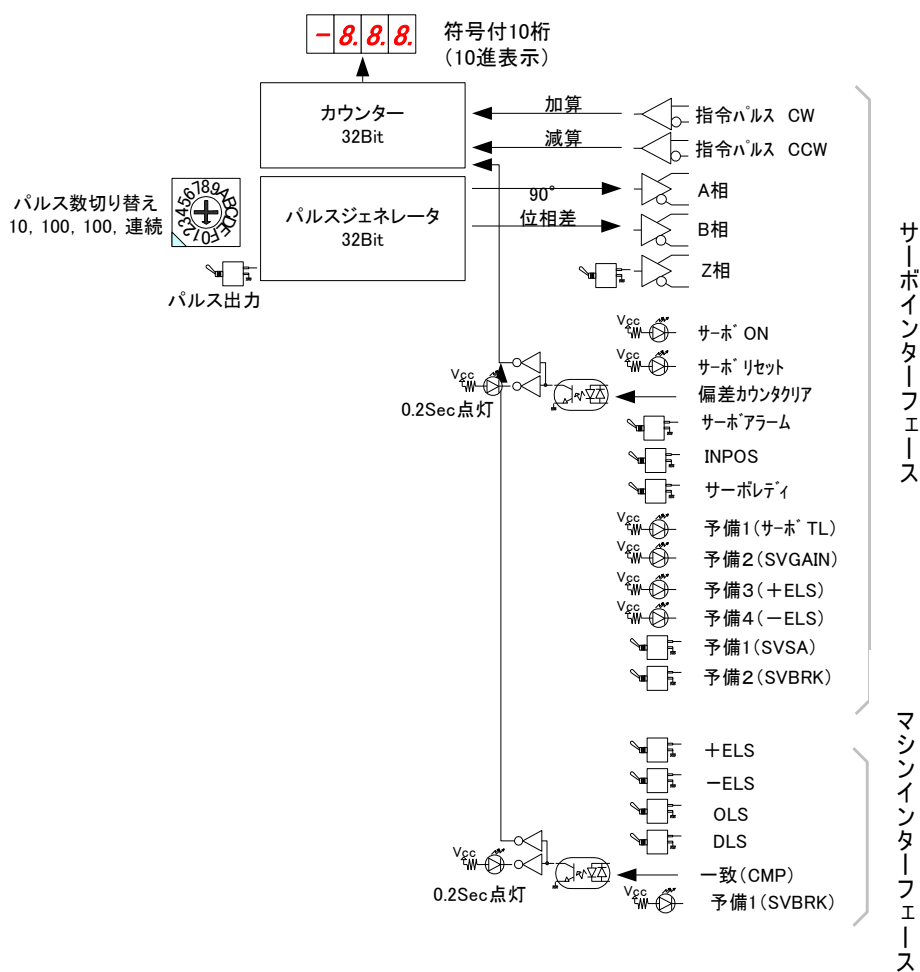 - 8. 8. 8.
符号付10桁
(10進表示)
カウンター
32Bit
加算
指令パルス CW
減算
指令パルス CCW
パルス数切り替え
10, 100, 100, 連続
0123456789ABCDEF
パルスジェネレータ
32Bit
90°
位相差
A相
B相
Z相
パルス出力
Vcc
サーボON
Vcc
サーボリセット
Vcc
偏差カウンタクリア
0.2Sec点灯
サーボアラーム
INPOS
サーボレディ
Vcc
予備1(サーボTL)
Vcc
予備2(SVGAIN)
Vcc
予備3(+ELS)
Vcc
予備4(-ELS)
予備1(SVSA)
予備2(SVBRK)
サーボインターフェース
+ELS
-ELS
OLS
DLS
Vcc
一致(CMP)
0.2Sec点灯
Vcc
予備1(SVBRK)
マシンインターフェース